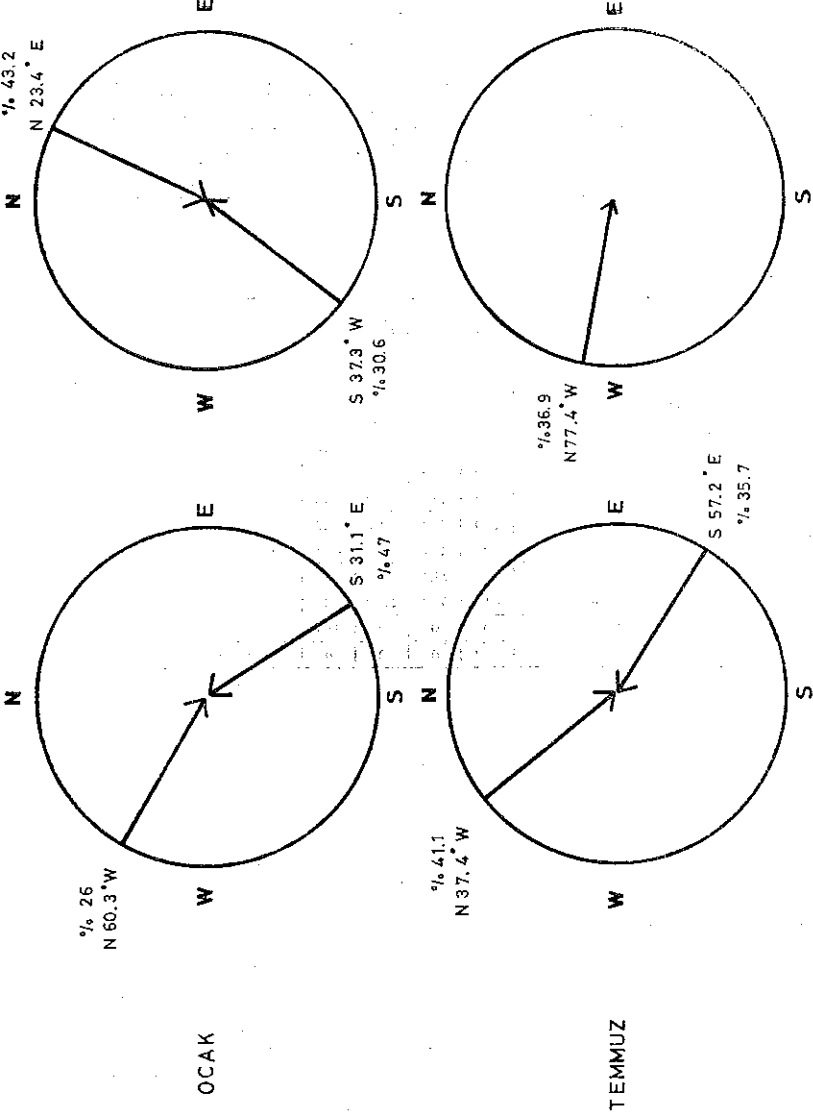 OCAK
N
% 26
N 60.3° W
W
E
S 31.1° E
% 47
S
N
% 43.2
N 23.4° E
W
E
S 37.3° W
% 30.6
S
TEMMUZ
N
% 41.1
N 37.4° W
W
E
S 57.2° E
% 35.7
S
N
% 36.9
N 77.4° W
W
E
S